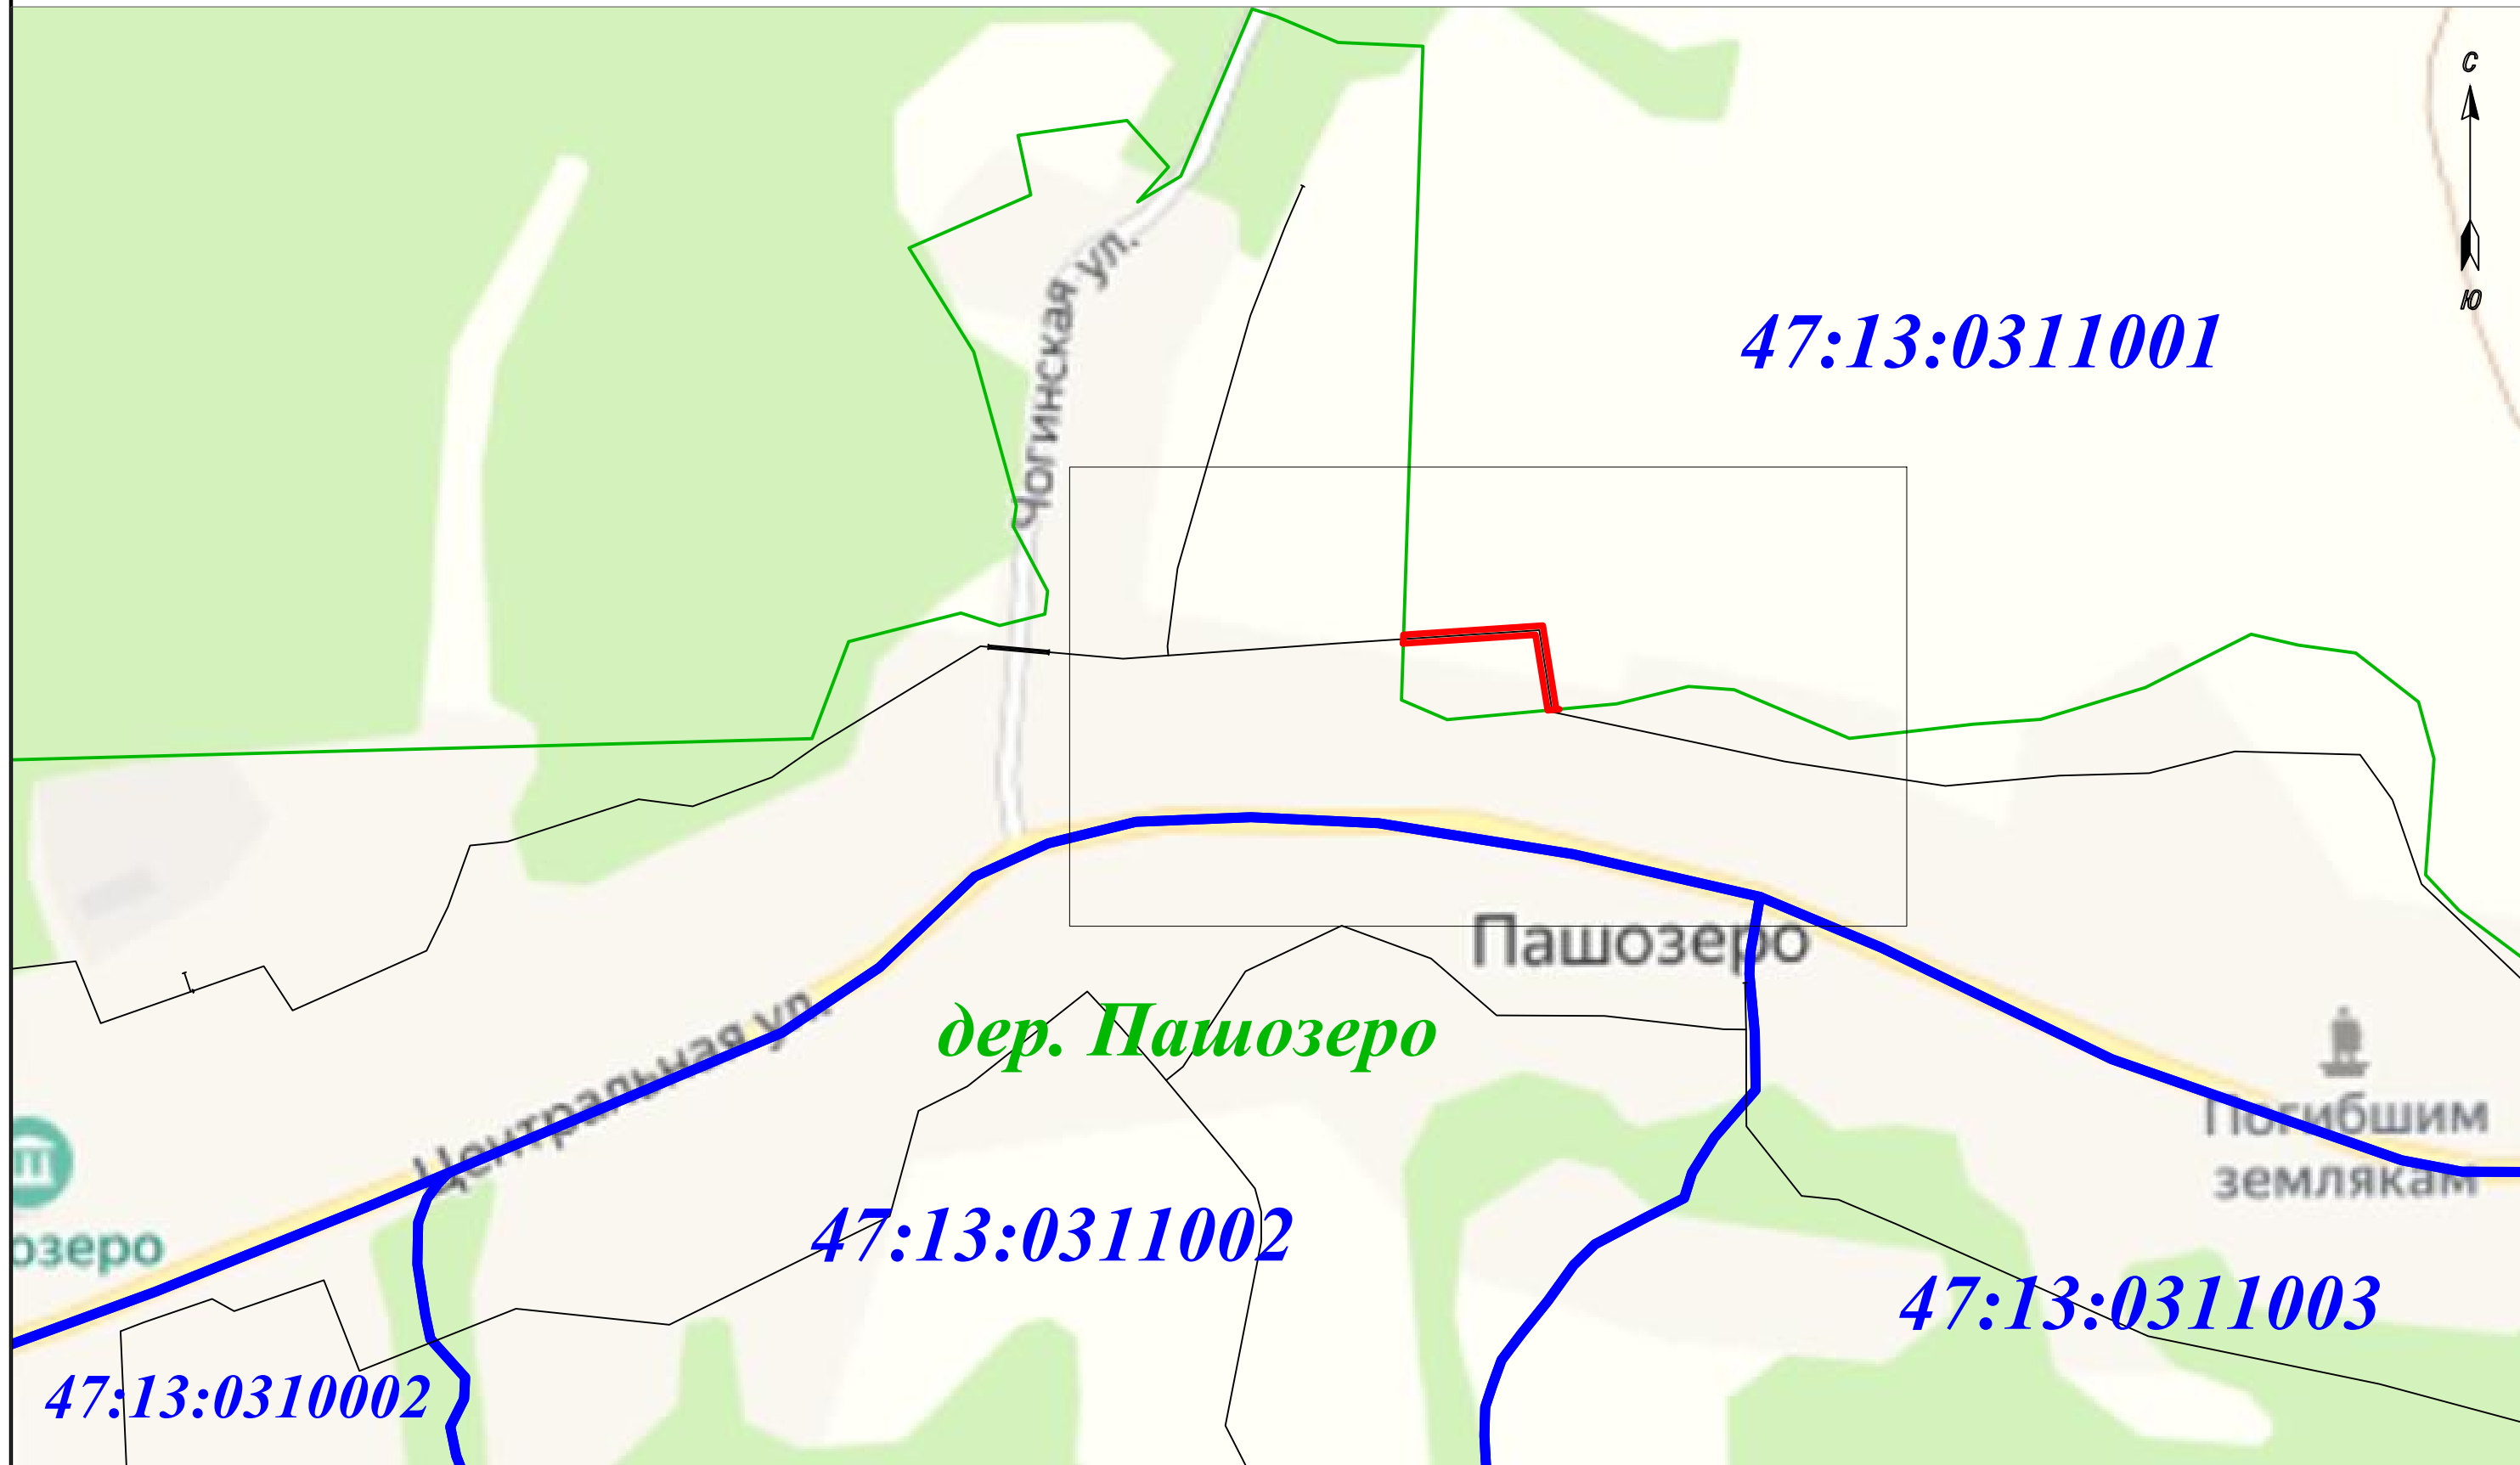 С
Ю
Чогинская ул.
47:13:0311001
Пашозеро
дер. Пашозеро
Центральная ул.
Погибшим
землякам
озеро
47:13:0311002
47:13:0311003
47:13:0310002